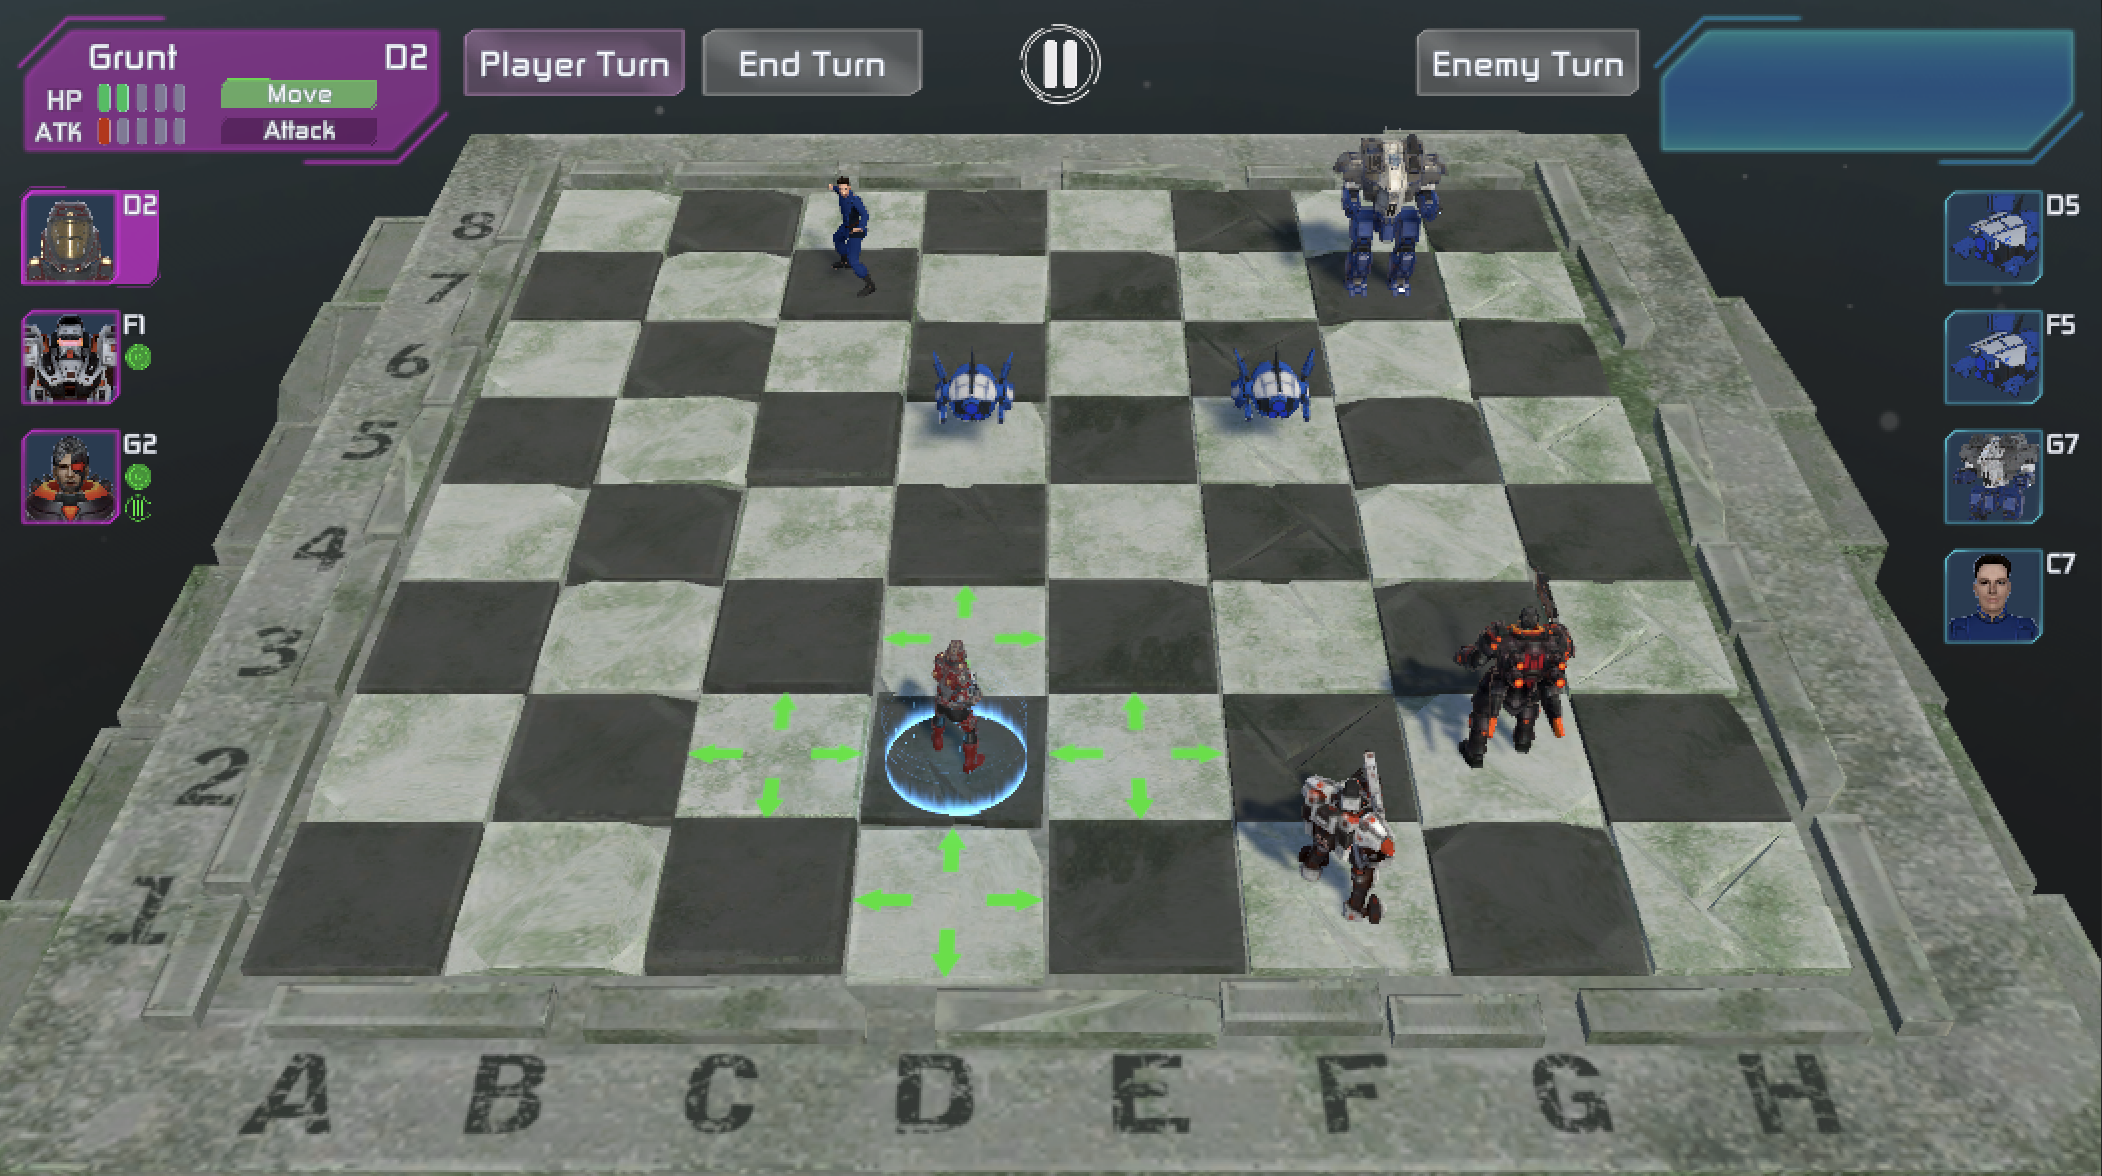 Grunt D2
HP Move
ATK Attack
Player Turn
End Turn
Enemy Turn
D2
F1
G2
D5
F5
G7
C7
8
7
6
5
4
3
2
1
A B C D E F G H